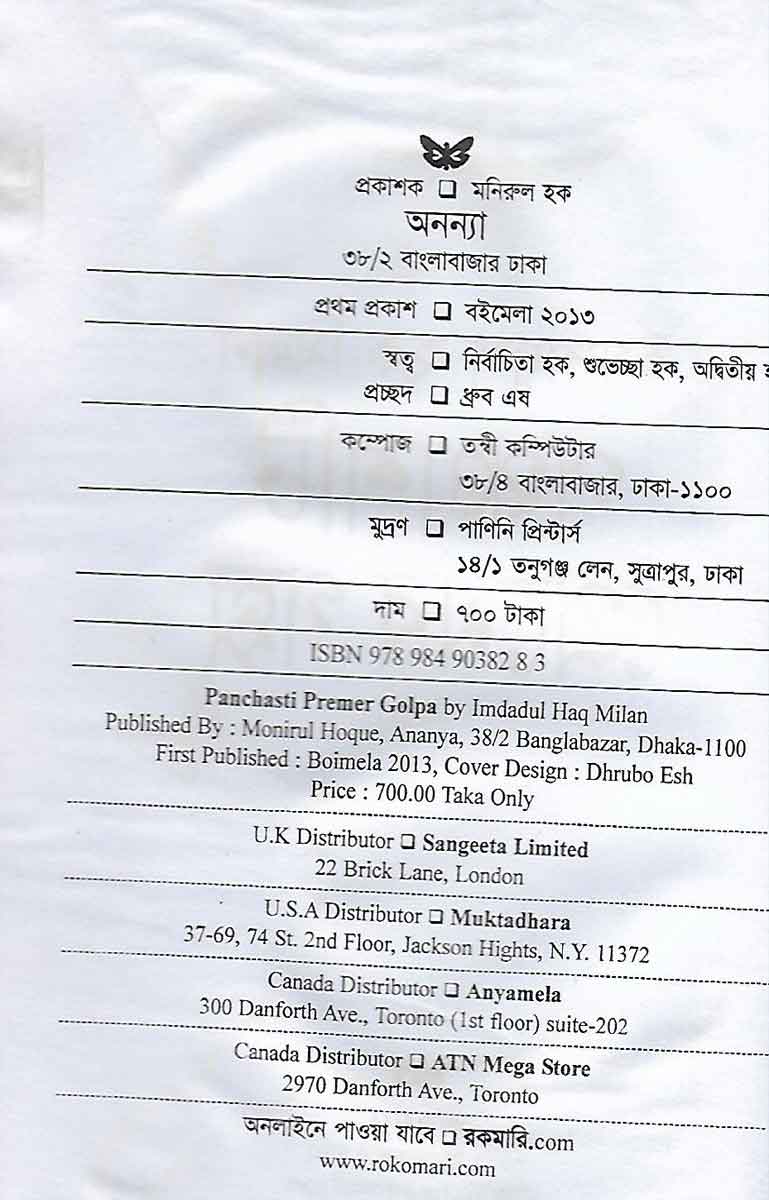 প্রকাশক ❑ মনিরুল হক
অনন্যা
৩৮/২ বাংলাবাজার ঢাকা
প্রথম প্রকাশ ❑ বইমেলা ২০১৩
স্বত্ব ❑ নির্বাচিতা হক, শুভেচ্ছা হক, অদ্বিতীয়
প্রচ্ছদ ❑ ধ্রুব এষ
কম্পোজ ❑ তন্বী কম্পিউটার
৩৮/৪ বাংলাবাজার, ঢাকা-১১০০
মুদ্রণ ❑ পাণিনি প্রিন্টার্স
১৪/১ তনুগঞ্জ লেন, সুত্রাপুর, ঢাকা
দাম ❑ ৭০০ টাকা
ISBN 978 984 90382 8 3
Panchasti Premer Golpa by Imdadul Haq Milan
Published By : Monirul Hoque, Ananya, 38/2 Banglabazar, Dhaka-1100
First Published : Boimela 2013, Cover Design : Dhrubo Esh
Price : 700.00 Taka Only
U.K Distributor ❑ Sangeeta Limited
22 Brick Lane, London
U.S.A Distributor ❑ Muktadhara
37-69, 74 St. 2nd Floor, Jackson Hights, N.Y. 11372
Canada Distributor ❑ Anyamela
300 Danforth Ave., Toronto (1st floor) suite-202
Canada Distributor ❑ ATN Mega Store
2970 Danforth Ave., Toronto
অনলাইনে পাওয়া যাবে ❑ রকমারি.com
www.rokomari.com